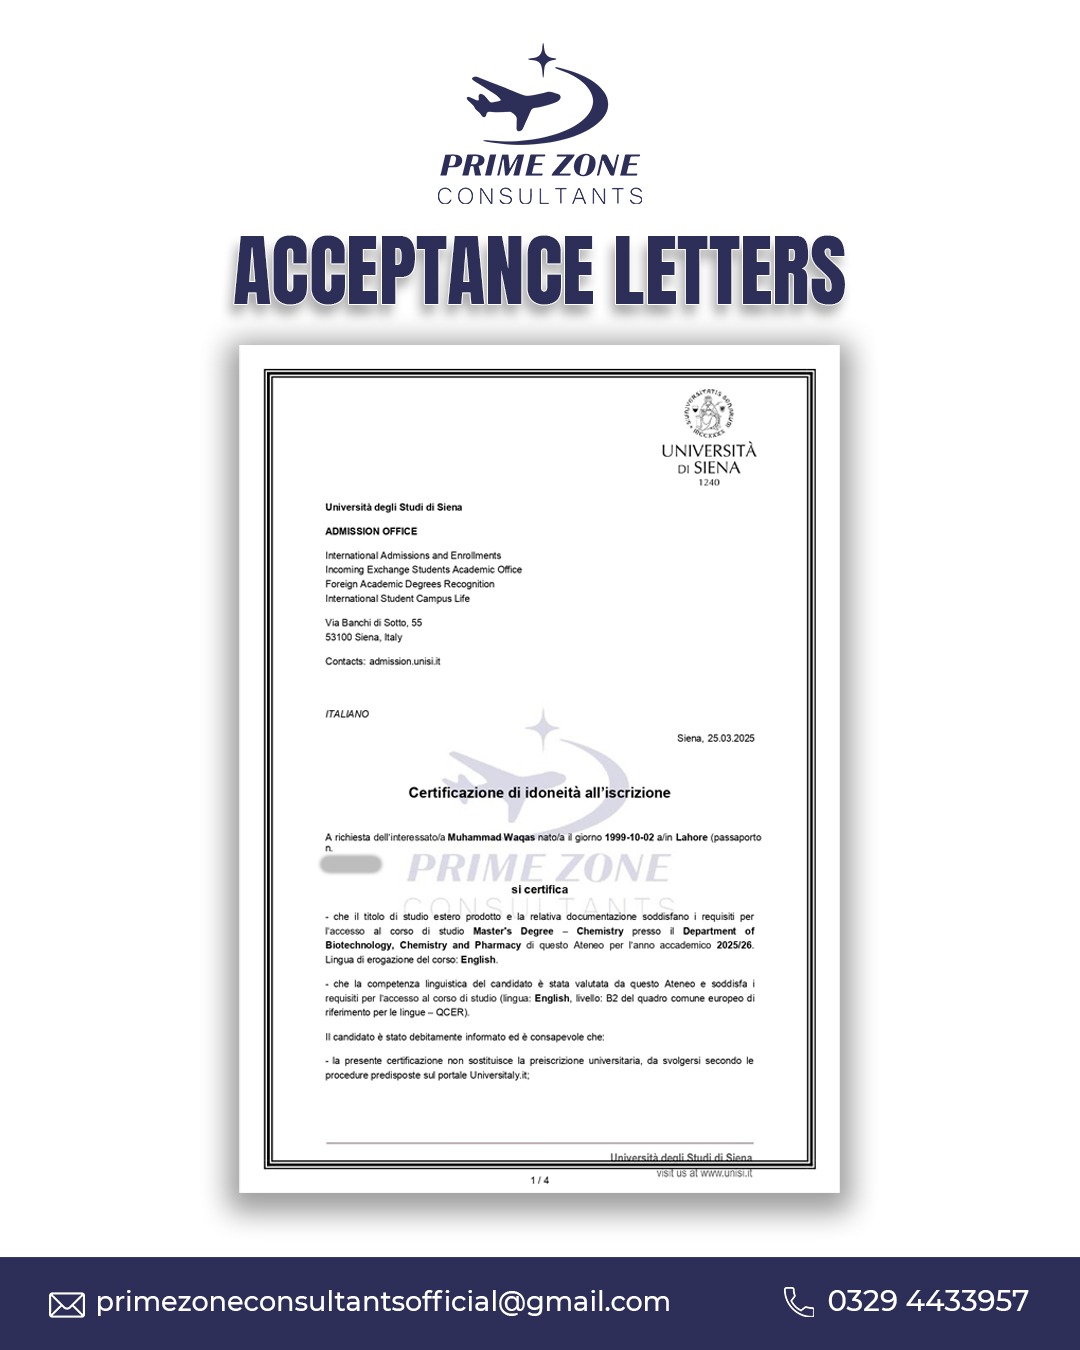 PRIME ZONE
CONSULTANTS
ACCEPTANCE LETTERS
UNIVERSITÀ
DI SIENA
1240
Università degli Studi di Siena
ADMISSION OFFICE
International Admissions and Enrollments
Incoming Exchange Students Academic Office
Foreign Academic Degrees Recognition
International Student Campus Life
Via Banchi di Sotto, 55
53100 Siena, Italy
Contacts: admission.unisi.it
ITALIANO
Siena, 25.03.2025
Certificazione di idoneità all'iscrizione
A richiesta dell'interessato/a Muhammad Waqas nato/a il giorno 1999-10-02 a/in Lahore (passaporto
n.
PRIME ZONE
CONSULTANTS
si certifica
- che il titolo di studio estero prodotto e la relativa documentazione soddisfano i requisiti per
l'accesso al corso di studio Master's Degree – Chemistry presso il Department of
Biotechnology, Chemistry and Pharmacy di questo Ateneo per l'anno accademico 2025/26.
Lingua di erogazione del corso: English.
- che la competenza linguistica del candidato è stata valutata da questo Ateneo e soddisfa i
requisiti per l'accesso al corso di studio (lingua: English, livello: B2 del quadro comune europeo di
riferimento per le lingue – QCER).
Il candidato è stato debitamente informato ed è consapevole che:
- la presente certificazione non sostituisce la preiscrizione universitaria, da svolgersi secondo le
procedure predisposte sul portale Universitaly.it;
Università degli Studi di Siena
visit us at www.unisi.it
1 / 4
primezoneconsultantsofficial@gmail.com
0329 4433957